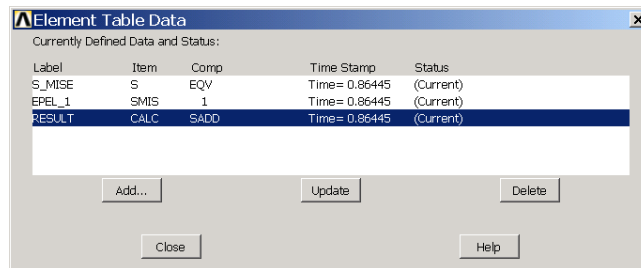 Element Table Data
Currently Defined Data and Status:
Label Item Comp Time Stamp Status
S_MISE S EQV Time= 0.86445 (Current)
EPEL_1 SMIS 1 Time= 0.86445 (Current)
RESULT CALC SADD Time= 0.86445 (Current)
Add... Update Delete
Close Help